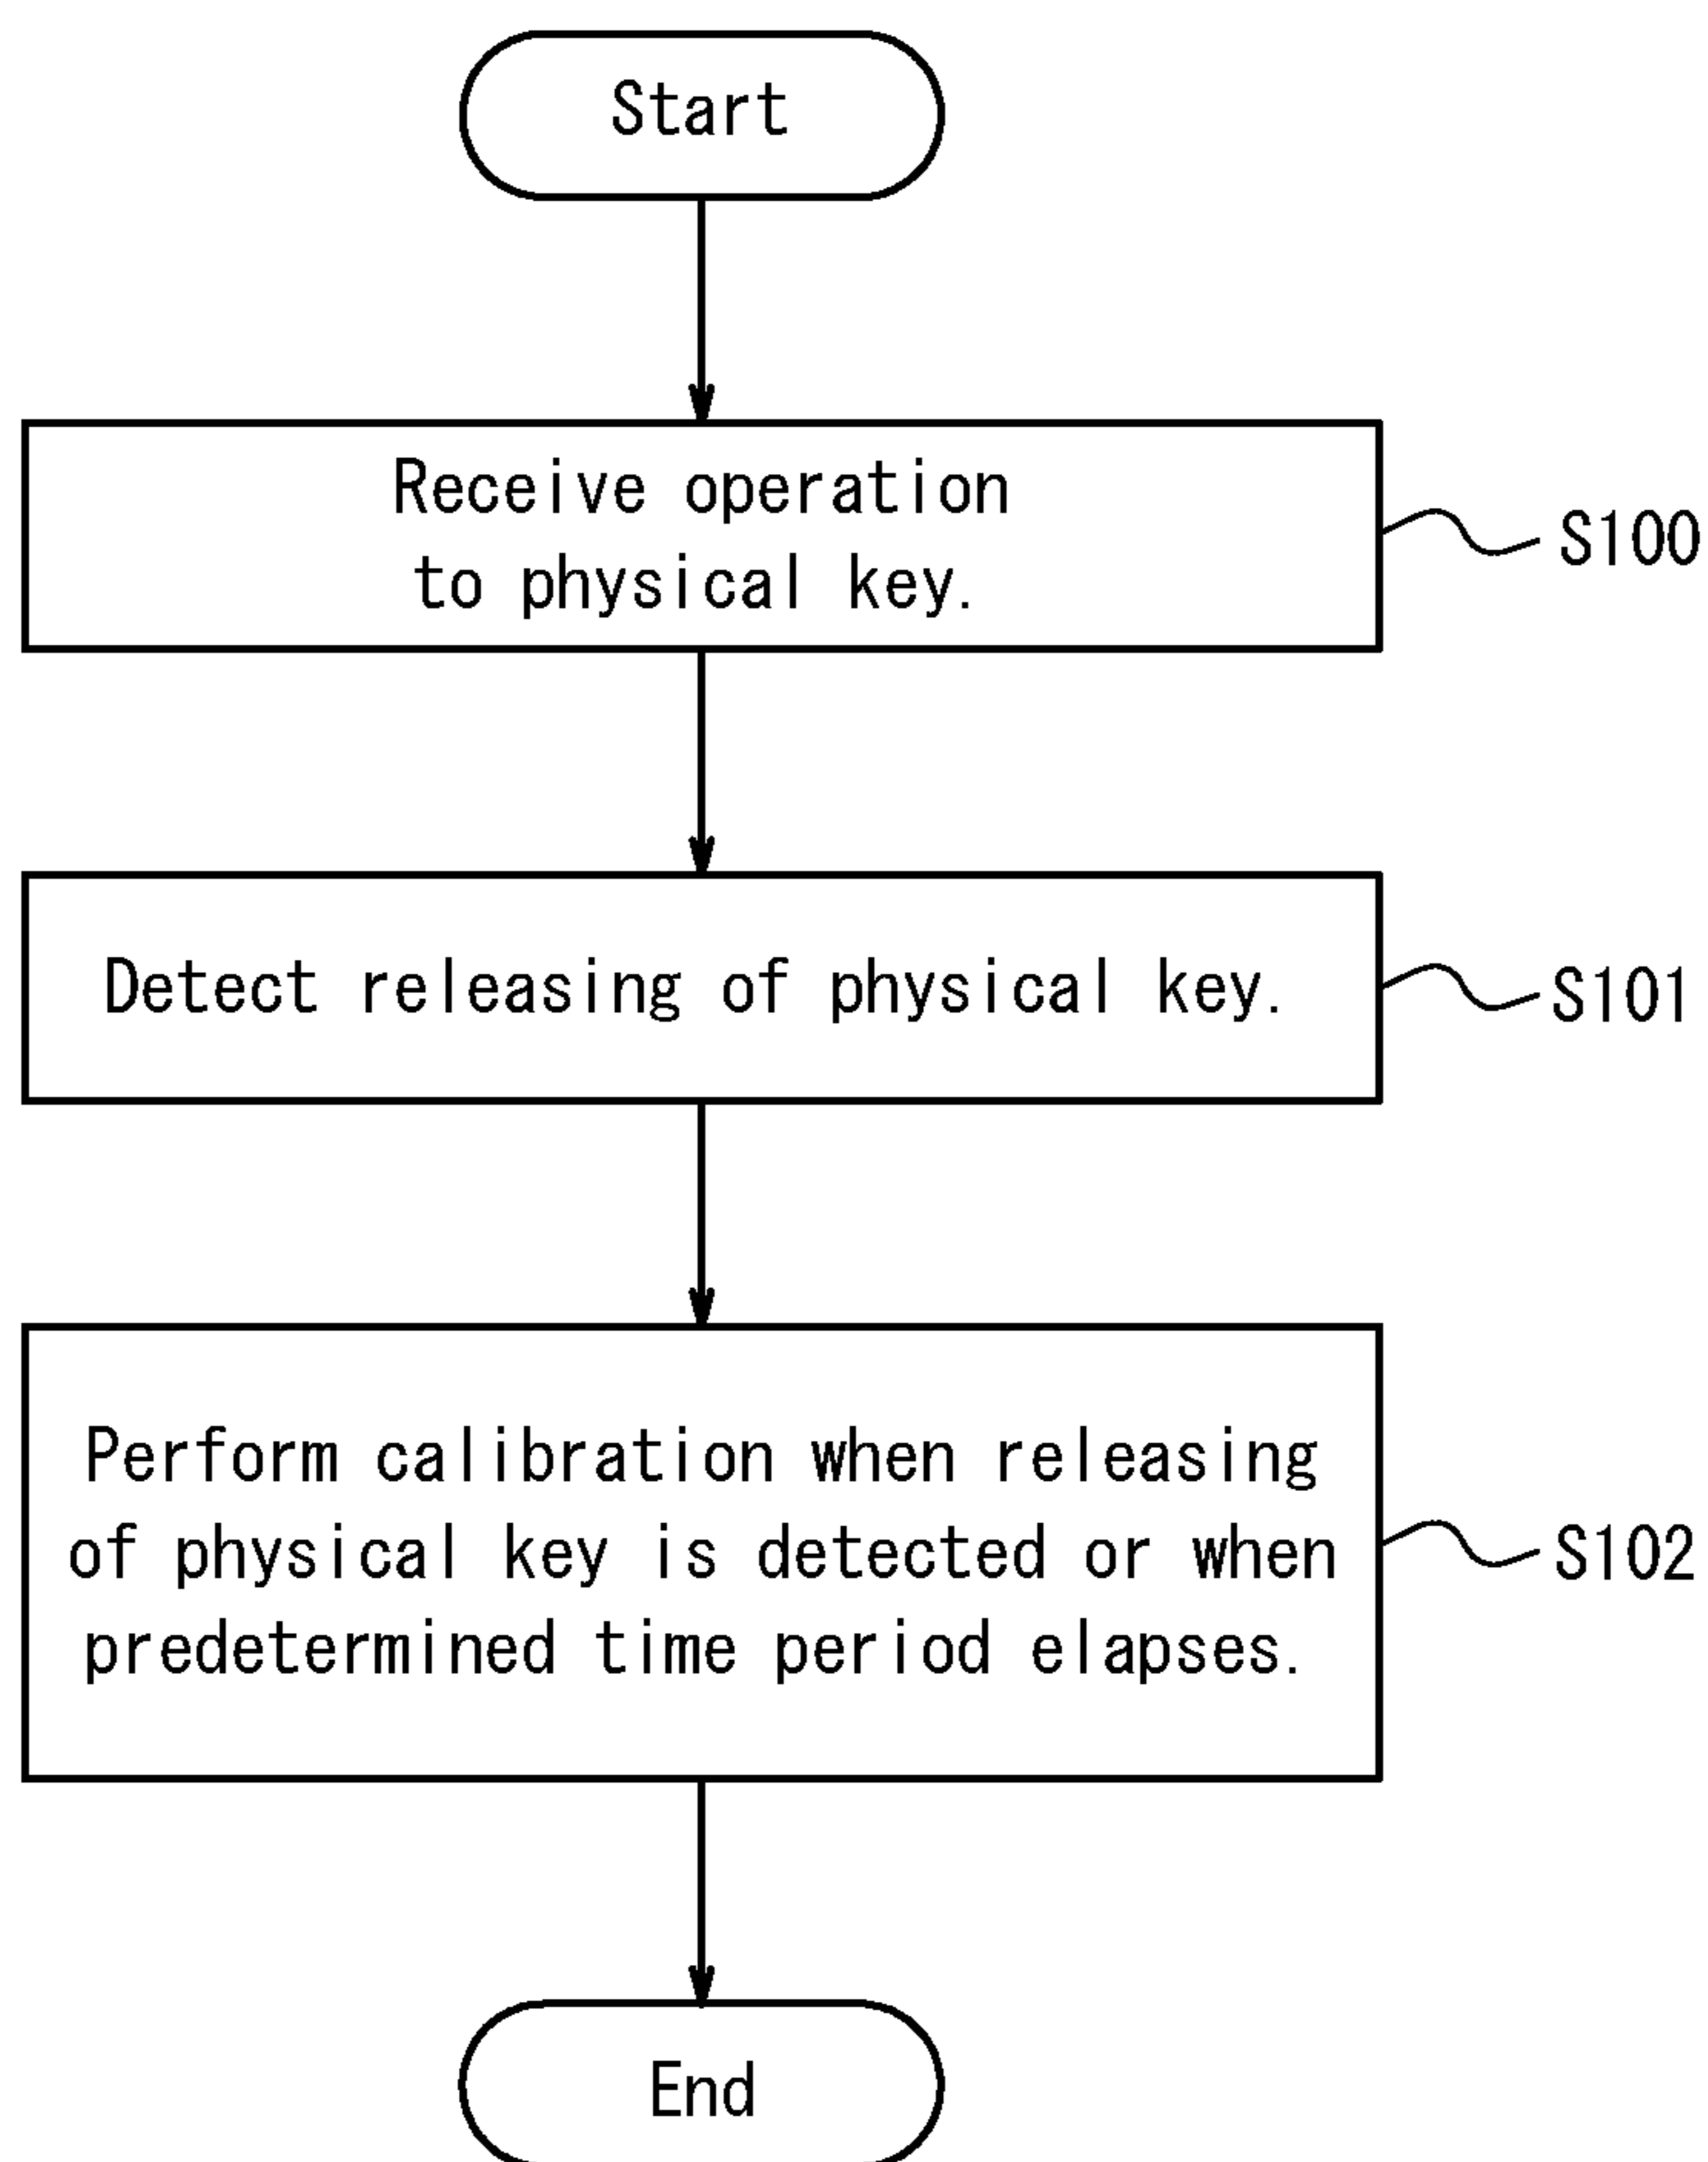 Start
Receive operation
to physical key.
S100
Detect releasing of physical key.
S101
Perform calibration when releasing
of physical key is detected or when
predetermined time period elapses.
S102
End